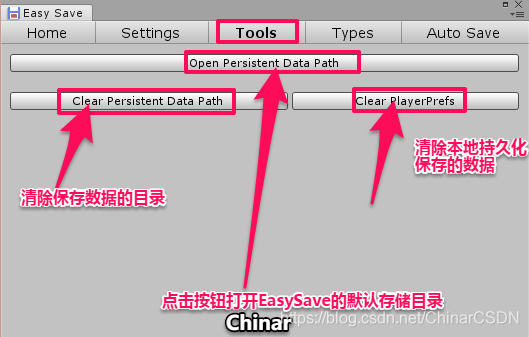 Easy Save
Home Settings Tools Types Auto Save
Open Persistent Data Path
Clear Persistent Data Path Clear PlayerPrefs
清除本地持久化
保存的数据
清除保存数据的目录
点击按钮打开EasySave的默认存储目录
Chinar
https://blog.csdn.net/ChinarCSDN